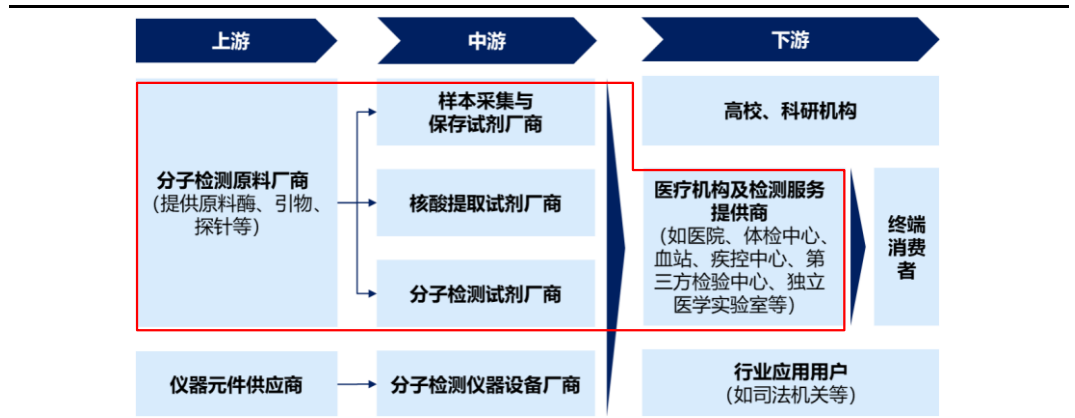 上游
中游
下游
分子检测原料厂商
(提供原料酶、引物、
探针等)
样本采集与
保存试剂厂商
核酸提取试剂厂商
分子检测试剂厂商
高校、科研机构
医疗机构及检测服务
提供商
(如医院、体检中心、
血站、疾控中心、第
三方检验中心、独立
医学实验室等)
终端
消费
者
仪器元件供应商
分子检测仪器设备厂商
行业应用用户
(如司法机关等)